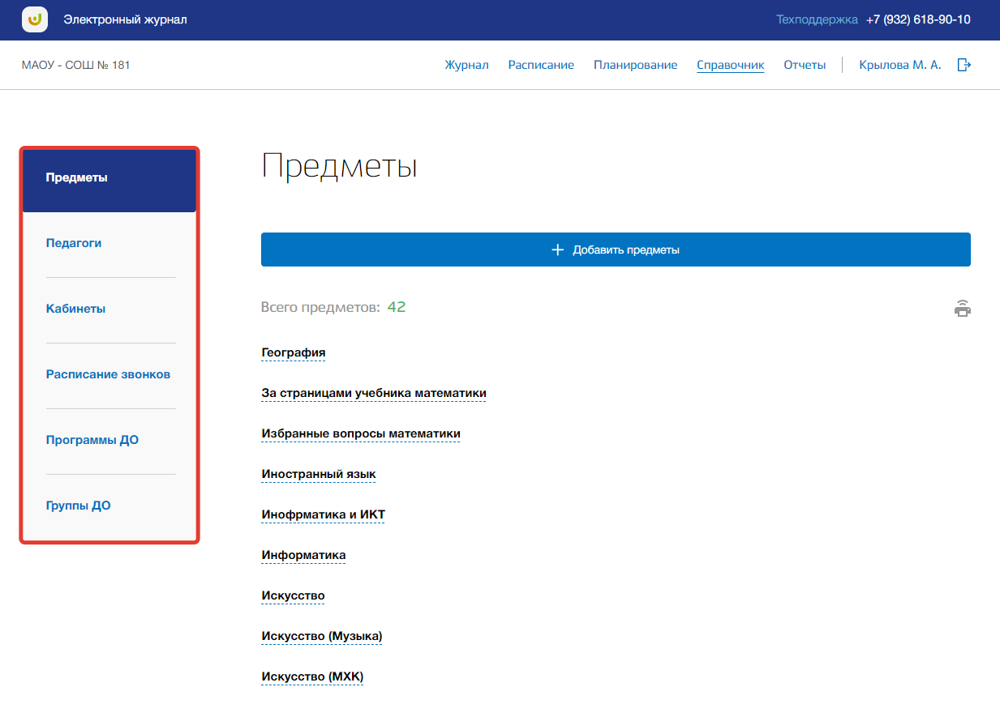 Электронный журнал
Техподдержка +7 (932) 618-90-10
МАОУ - СОШ № 181
Журнал Расписание Планирование Справочник Отчеты Крылова М. А.
Предметы
Педагоги
Кабинеты
Расписание звонков
Программы ДО
Группы ДО
Предметы
Добавить предметы
Всего предметов: 42
География
За страницами учебника математики
Избранные вопросы математики
Иностранный язык
Инофрматика и ИКТ
Информатика
Искусство
Искусство (Музыка)
Искусство (МХК)